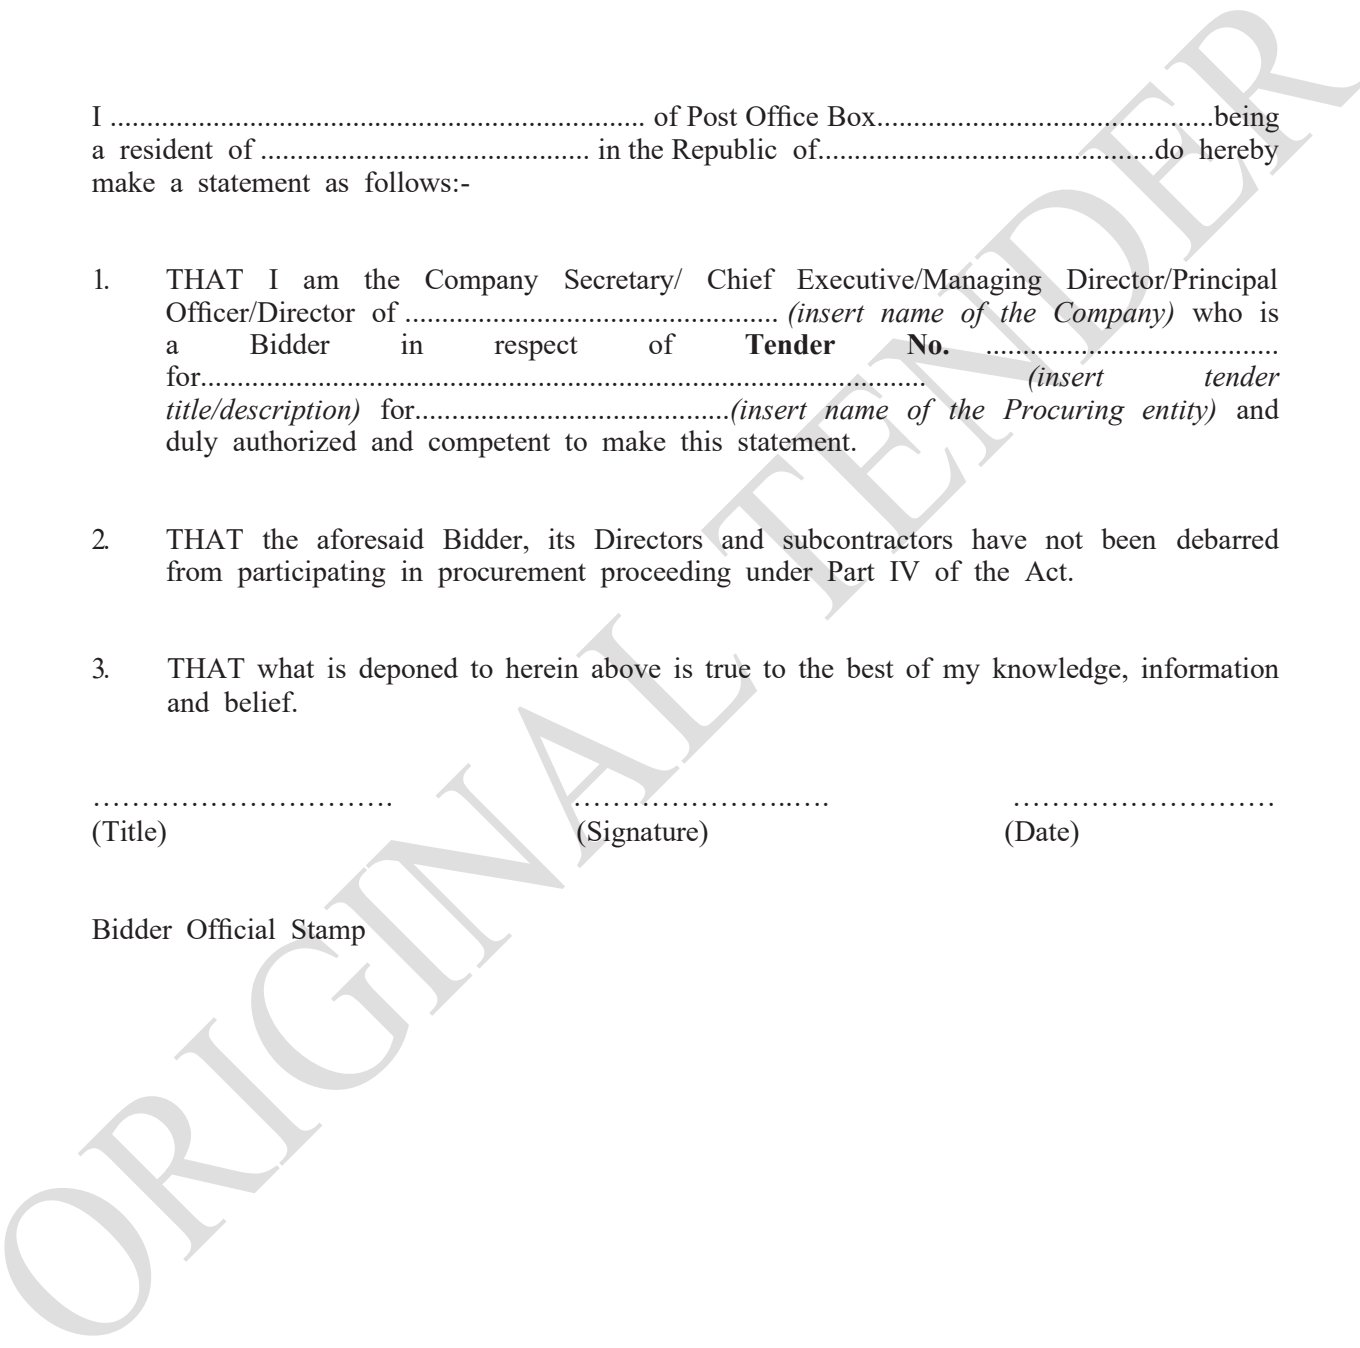 I ......................................................................... of Post Office Box..............................................being
a resident of ............................................. in the Republic of..............................................do hereby
make a statement as follows:-
1. THAT I am the Company Secretary/ Chief Executive/Managing Director/Principal
Officer/Director of ................................................... (insert name of the Company) who is
a Bidder in respect of Tender No. ........................................
for................................................................................................... (insert tender
title/description) for...........................................(insert name of the Procuring entity) and
duly authorized and competent to make this statement.
2. THAT the aforesaid Bidder, its Directors and subcontractors have not been debarred
from participating in procurement proceeding under Part IV of the Act.
3. THAT what is deponed to herein above is true to the best of my knowledge, information
and belief.
…………………………. …………………..…. ………………………
(Title) (Signature) (Date)
Bidder Official Stamp
ORIGINAL TENDER